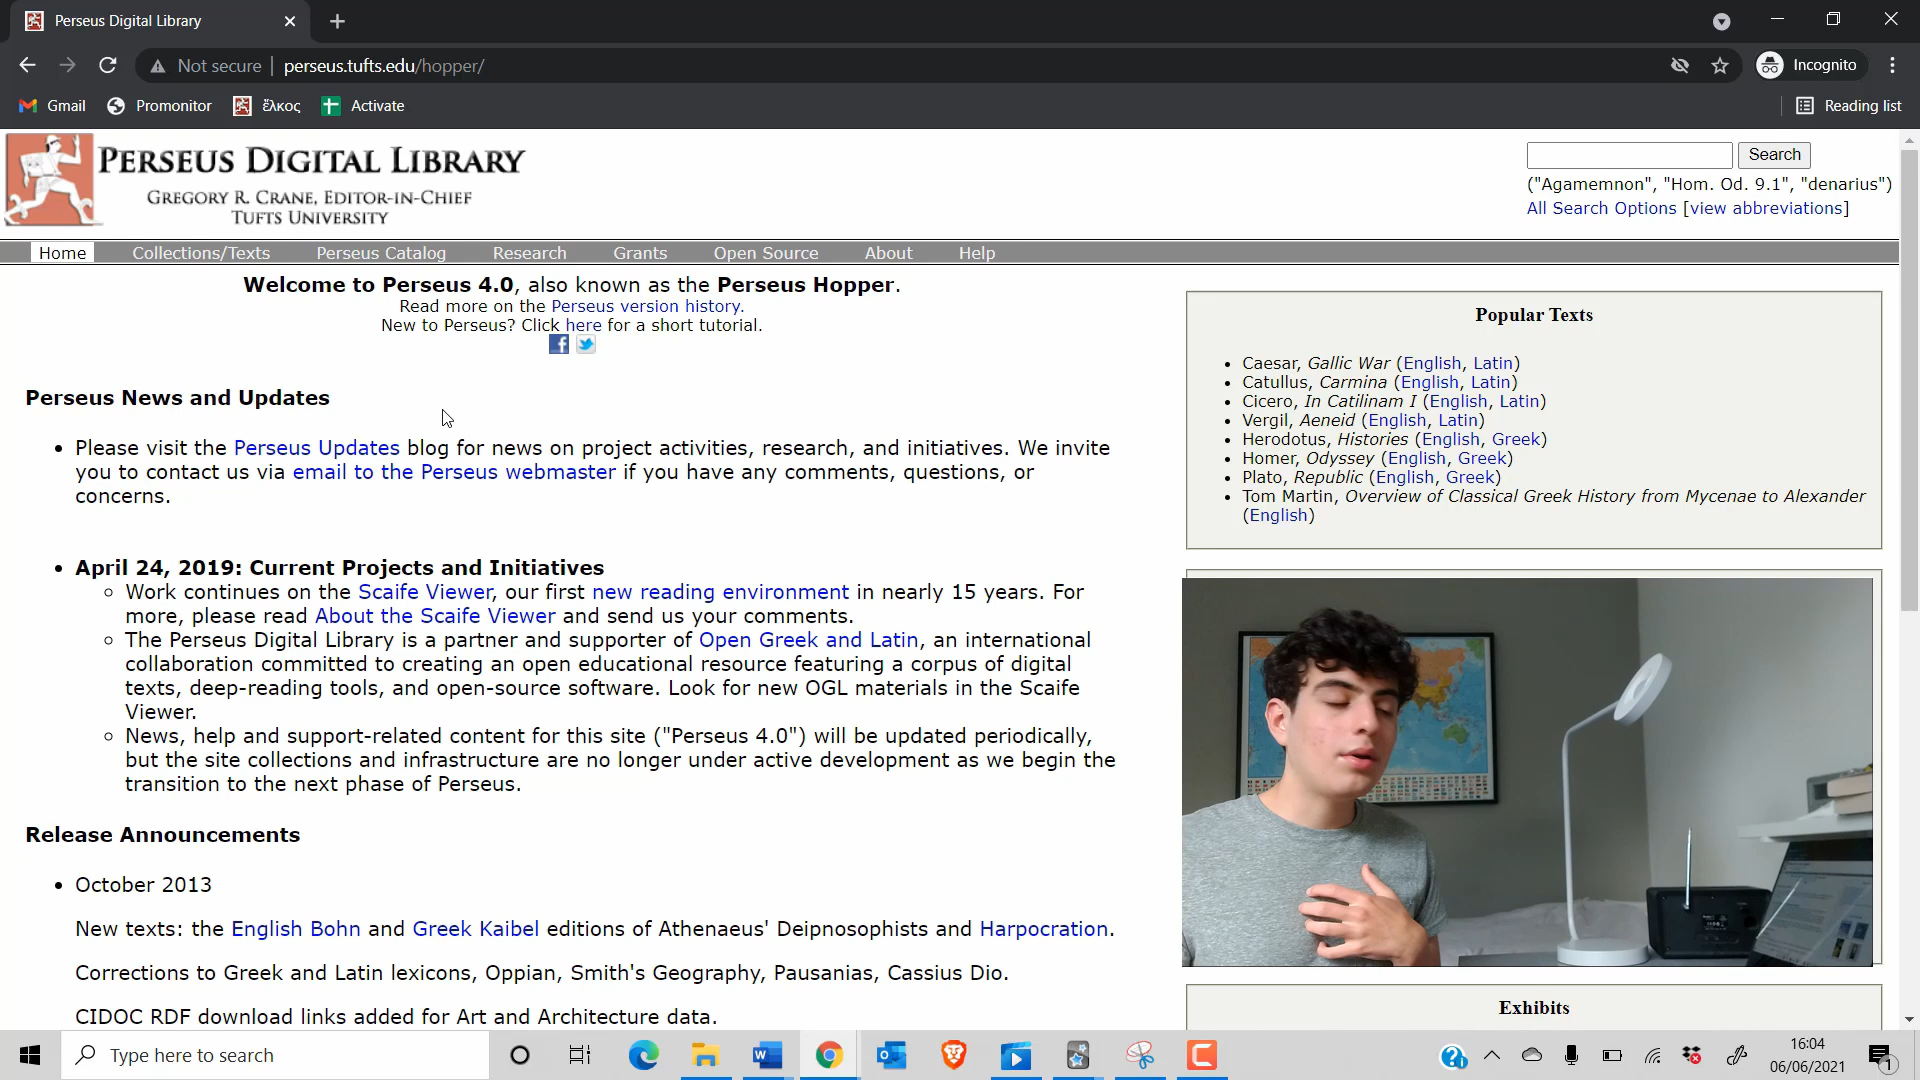 Perseus Digital Library
Not secure | perseus.tufts.edu/hopper/
Incognito
Gmail Promonitor ἕλκος Activate
Reading list
PERSEUS DIGITAL LIBRARY
GREGORY R. CRANE, EDITOR-IN-CHIEF
TUFTS UNIVERSITY
Search
("Agamemnon", "Hom. Od. 9.1", "denarius")
All Search Options [view abbreviations]
Home Collections/Texts Perseus Catalog Research Grants Open Source About Help
Welcome to Perseus 4.0, also known as the Perseus Hopper.
Read more on the Perseus version history.
New to Perseus? Click here for a short tutorial.
Perseus News and Updates
• Please visit the Perseus Updates blog for news on project activities, research, and initiatives. We invite
you to contact us via email to the Perseus webmaster if you have any comments, questions, or
concerns.
• April 24, 2019: Current Projects and Initiatives
Work continues on the Scaife Viewer, our first new reading environment in nearly 15 years. For
more, please read About the Scaife Viewer and send us your comments.
The Perseus Digital Library is a partner and supporter of Open Greek and Latin, an international
collaboration committed to creating an open educational resource featuring a corpus of digital
texts, deep-reading tools, and open-source software. Look for new OGL materials in the Scaife
Viewer.
News, help and support-related content for this site ("Perseus 4.0") will be updated periodically,
but the site collections and infrastructure are no longer under active development as we begin the
transition to the next phase of Perseus.
Release Announcements
• October 2013
New texts: the English Bohn and Greek Kaibel editions of Athenaeus' Deipnosophists and Harpocration.
Corrections to Greek and Latin lexicons, Oppian, Smith's Geography, Pausanias, Cassius Dio.
CIDOC RDF download links added for Art and Architecture data.
Popular Texts
• Caesar, Gallic War (English, Latin)
• Catullus, Carmina (English, Latin)
• Cicero, In Catilinam I (English, Latin)
• Vergil, Aeneid (English, Latin)
• Herodotus, Histories (English, Greek)
• Homer, Odyssey (English, Greek)
• Plato, Republic (English, Greek)
• Tom Martin, Overview of Classical Greek History from Mycenae to Alexander
(English)
Exhibits
Type here to search
16:04
06/06/2021
1